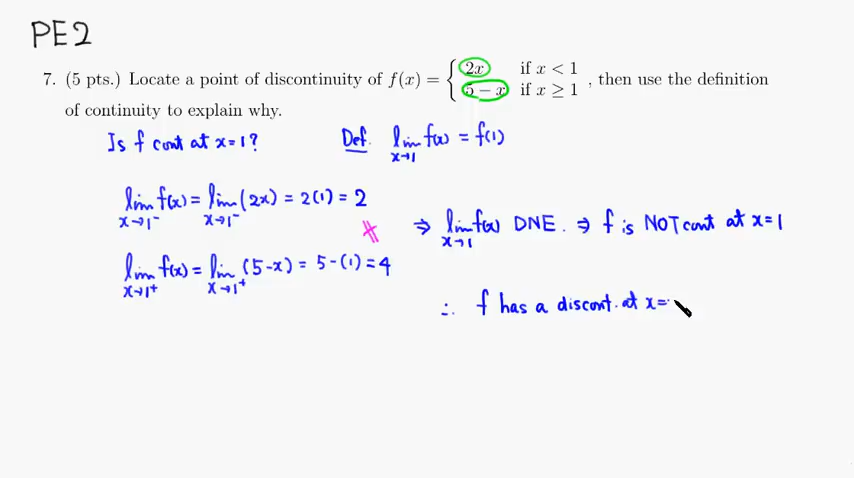 PE2
7. (5 pts.) Locate a point of discontinuity of f(x) = { 2x if x < 1
5 − x if x ≥ 1 , then use the definition
of continuity to explain why.
Is f cont at x=1? Def. lim x→1 f(x) = f(1)
lim x→1⁻ f(x) = lim x→1⁻ (2x) = 2(1) = 2
≠ ⇒ lim x→1 f(x) DNE. ⇒ f is NOT cont at x=1
lim x→1⁺ f(x) = lim x→1⁺ (5-x) = 5-(1) = 4
∴ f has a discont. at x=